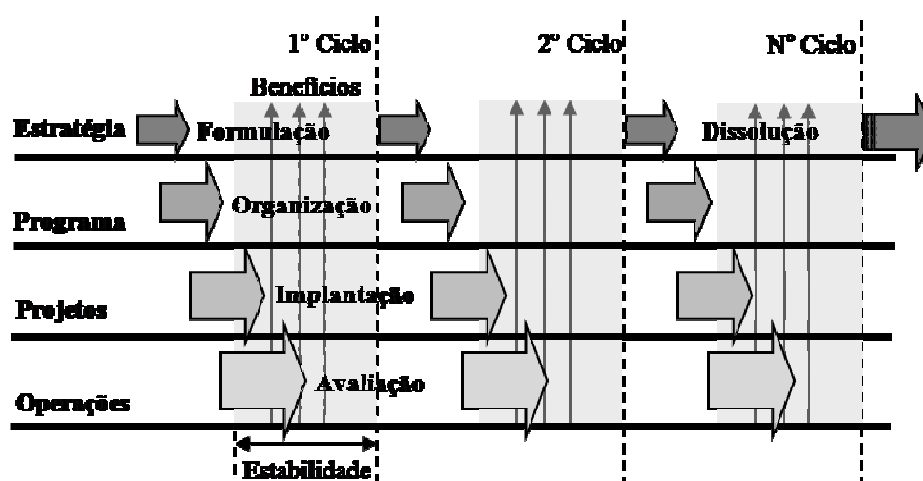 1º Ciclo
2º Ciclo
Nº Ciclo
Benefícios
Estratégia
Formulação
Dissolução
Programa
Organização
Projetos
Implantação
Operações
Avaliação
Estabilidade